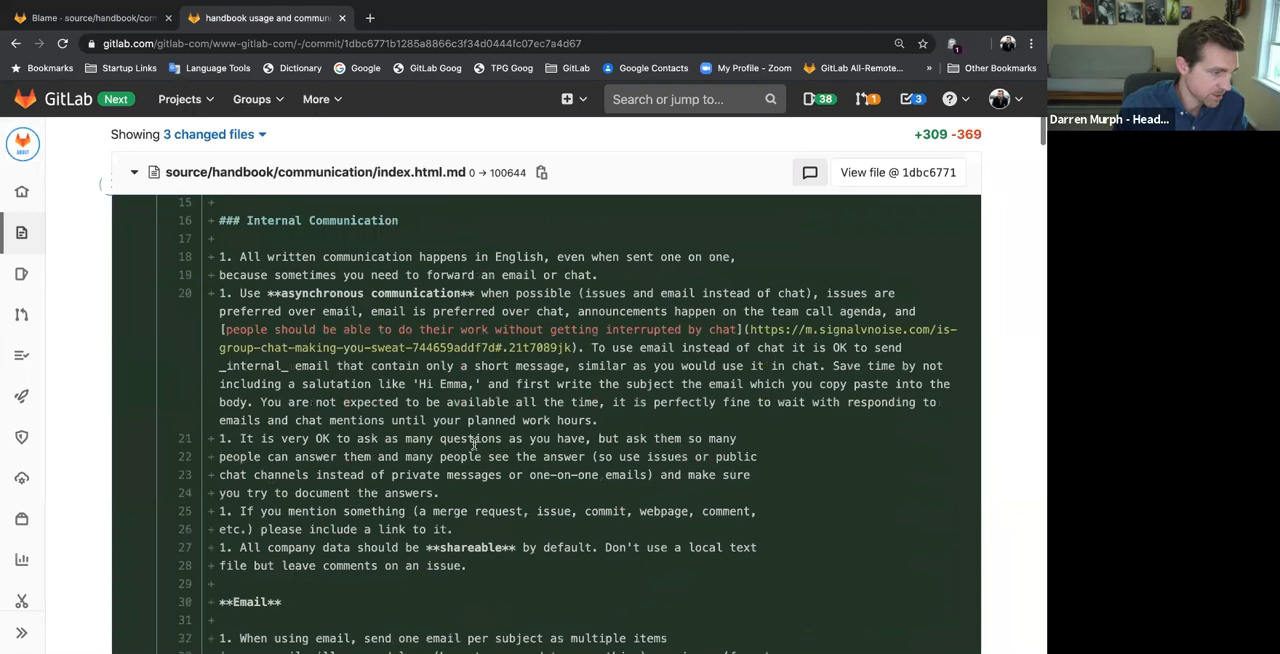 Blame · source/handbook/com
handbook usage and commun
gitlab.com/gitlab-com/www-gitlab-com/-/commit/1dbc6771b1285a8866c3f34d0444fc07ec7a4d67
1
Bookmarks Startup Links Language Tools Dictionary Google GitLab Goog TPG Goog GitLab Google Contacts My Profile - Zoom GitLab All-Remote... » Other Bookmarks
GitLab Next Projects Groups More Search or jump to... 38 1 3
Darren Murph - Head...
ABOUT
Showing 3 changed files
+309 -369
source/handbook/communication/index.html.md 0 → 100644
View file @ 1dbc6771
15 +
16 + ### Internal Communication
17 +
18 + 1. All written communication happens in English, even when sent one on one,
19 + because sometimes you need to forward an email or chat.
20 + 1. Use **asynchronous communication** when possible (issues and email instead of chat), issues are
preferred over email, email is preferred over chat, announcements happen on the team call agenda, and
[people should be able to do their work without getting interrupted by chat](https://m.signalvnoise.com/is-
group-chat-making-you-sweat-744659addf7d#.21t7089jk). To use email instead of chat it is OK to send
_internal_ email that contain only a short message, similar as you would use it in chat. Save time by not
including a salutation like 'Hi Emma,' and first write the subject the email which you copy paste into the
body. You are not expected to be available all the time, it is perfectly fine to wait with responding to
emails and chat mentions until your planned work hours.
21 + 1. It is very OK to ask as many questions as you have, but ask them so many
22 + people can answer them and many people see the answer (so use issues or public
23 + chat channels instead of private messages or one-on-one emails) and make sure
24 + you try to document the answers.
25 + 1. If you mention something (a merge request, issue, commit, webpage, comment,
26 + etc.) please include a link to it.
27 + 1. All company data should be **shareable** by default. Don't use a local text
28 + file but leave comments on an issue.
29 +
30 + **Email**
31 +
32 + 1. When using email, send one email per subject as multiple items